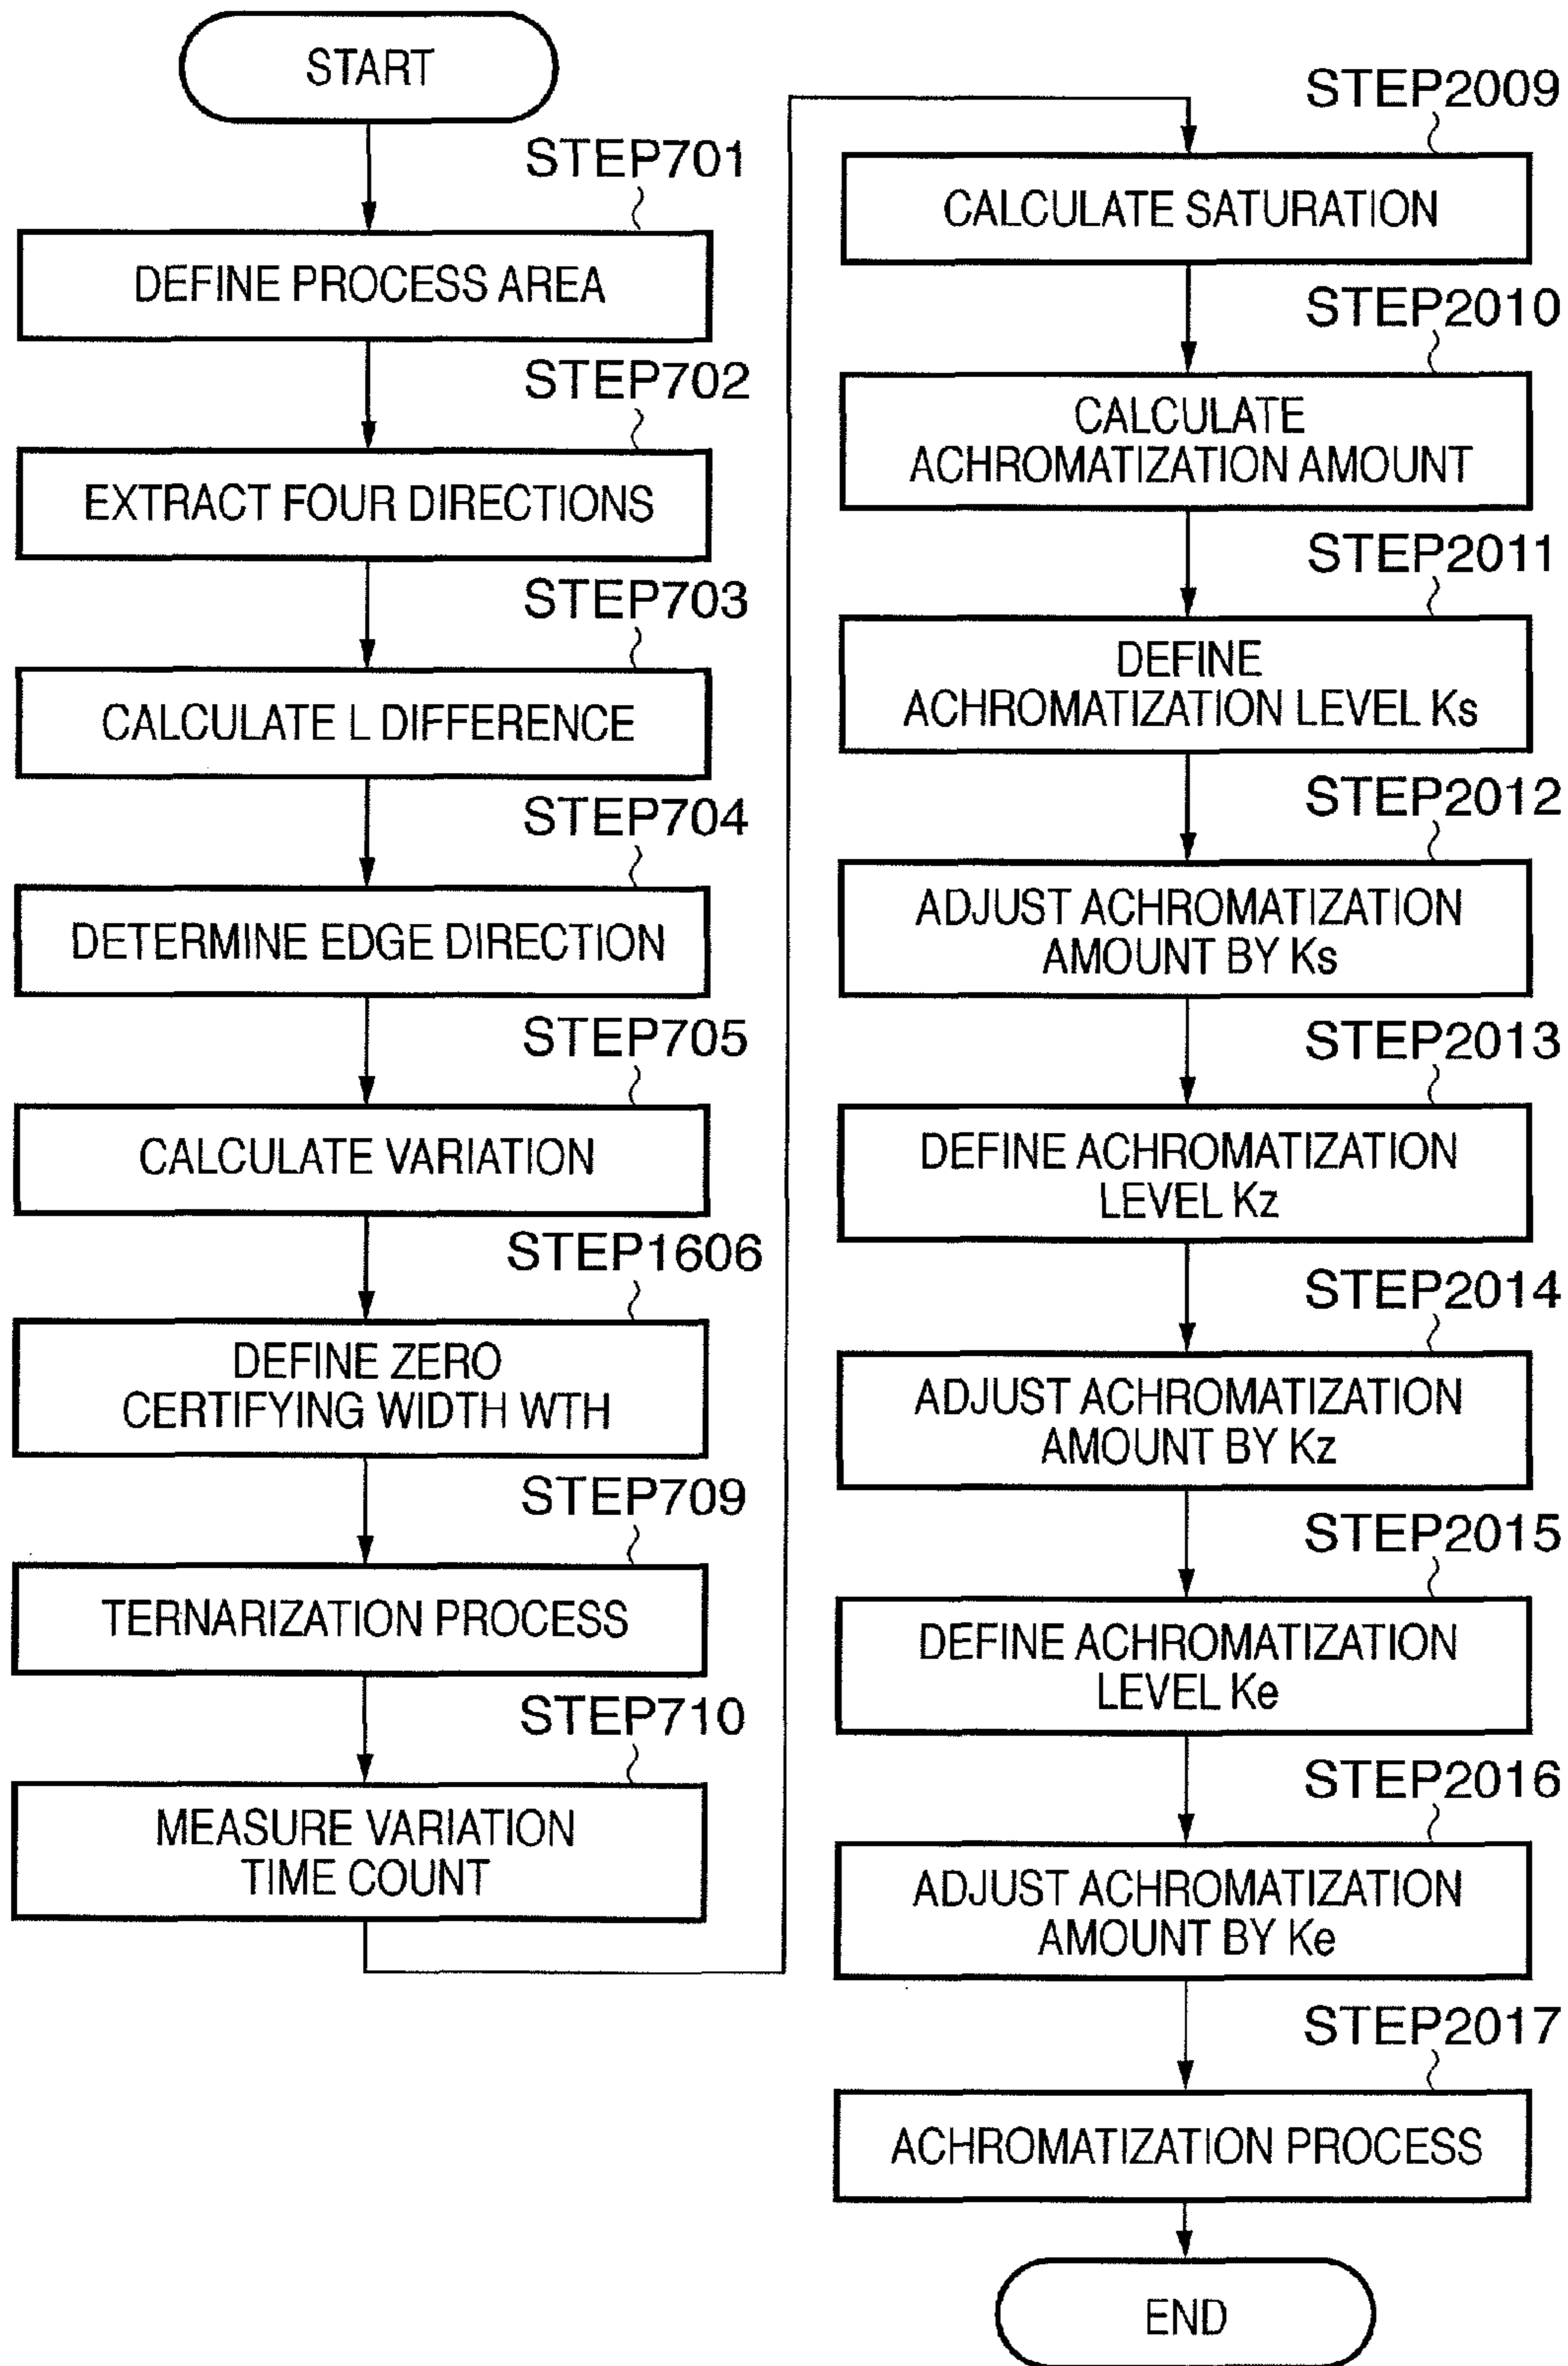 START
STEP701
DEFINE PROCESS AREA
STEP702
EXTRACT FOUR DIRECTIONS
STEP703
CALCULATE L DIFFERENCE
STEP704
DETERMINE EDGE DIRECTION
STEP705
CALCULATE VARIATION
STEP1606
DEFINE ZERO
CERTIFYING WIDTH WTH
STEP709
TERNARIZATION PROCESS
STEP710
MEASURE VARIATION
TIME COUNT
STEP2009
CALCULATE SATURATION
STEP2010
CALCULATE
ACHROMATIZATION AMOUNT
STEP2011
DEFINE
ACHROMATIZATION LEVEL Ks
STEP2012
ADJUST ACHROMATIZATION
AMOUNT BY Ks
STEP2013
DEFINE ACHROMATIZATION
LEVEL Kz
STEP2014
ADJUST ACHROMATIZATION
AMOUNT BY Kz
STEP2015
DEFINE ACHROMATIZATION
LEVEL Ke
STEP2016
ADJUST ACHROMATIZATION
AMOUNT BY Ke
STEP2017
ACHROMATIZATION PROCESS
END